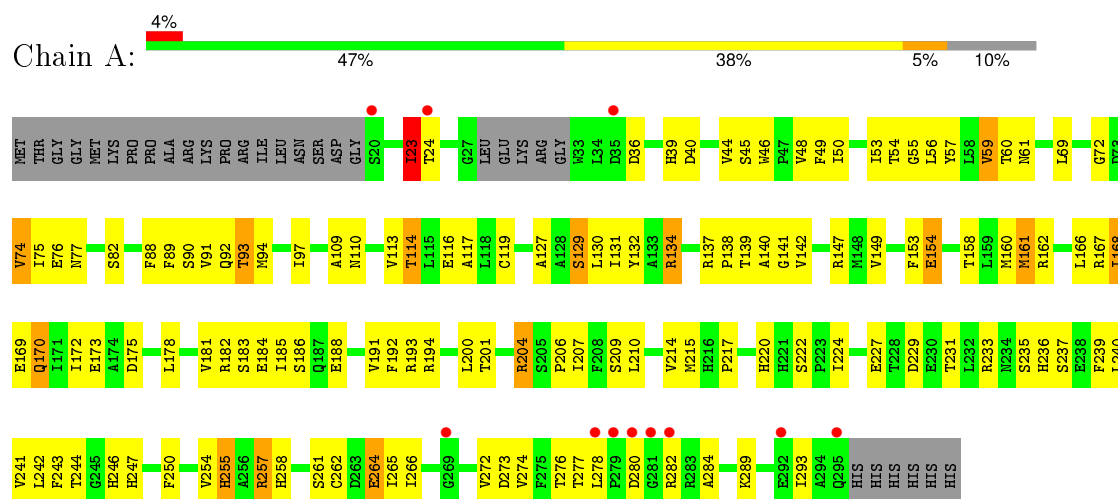 4%
Chain A:
47% 38% 5% 10%
MET THR GLY GLY MET LYS PRO PRO ALA ARG LYS PRO ARG ILE LEU ASN SER ASP GLY S20 I23 T24 G27 LEU GLU LYS ARG GLY W33 L34 D35 D36 H39 D40 V44 S45 W46 P47 V48 F49 I50 I53 T54 G55 L56 Y57 L58 V59 T60 N61 L69 G72
V74 I75 E76 N77 S82 F88 F89 S90 V91 Q92 T93 M94 I97 A109 N110 V113 T114 L115 E116 A117 L118 C119 A127 A128 S129 L130 I131 Y132 A133 R134 R137 P138 T139 A140 G141 V142 R147 M148 V149 F153 E154 T158 L159 M160 M161 R162 L166 R167 I168
E169 Q170 I171 I172 E173 A174 D175 L178 V181 R182 S183 E184 I185 S186 Q187 E188 V191 F192 R193 R194 L200 T201 R204 S205 P206 I207 F208 S209 L210 V214 M215 H216 P217 H220 H221 S222 P223 I224 E227 T228 D229 E230 T231 L232 R233 N234 S235 H236 S237 E238 F239 L240
V241 L242 F243 T244 G245 H246 H247 F250 V254 H255 A256 R257 H258 S261 C262 D263 E264 I265 I266 G269 V272 D273 V274 F275 T276 T277 L278 P279 D280 G281 R282 R283 A284 K289 E292 I293 A294 Q295 HIS HIS HIS HIS HIS HIS